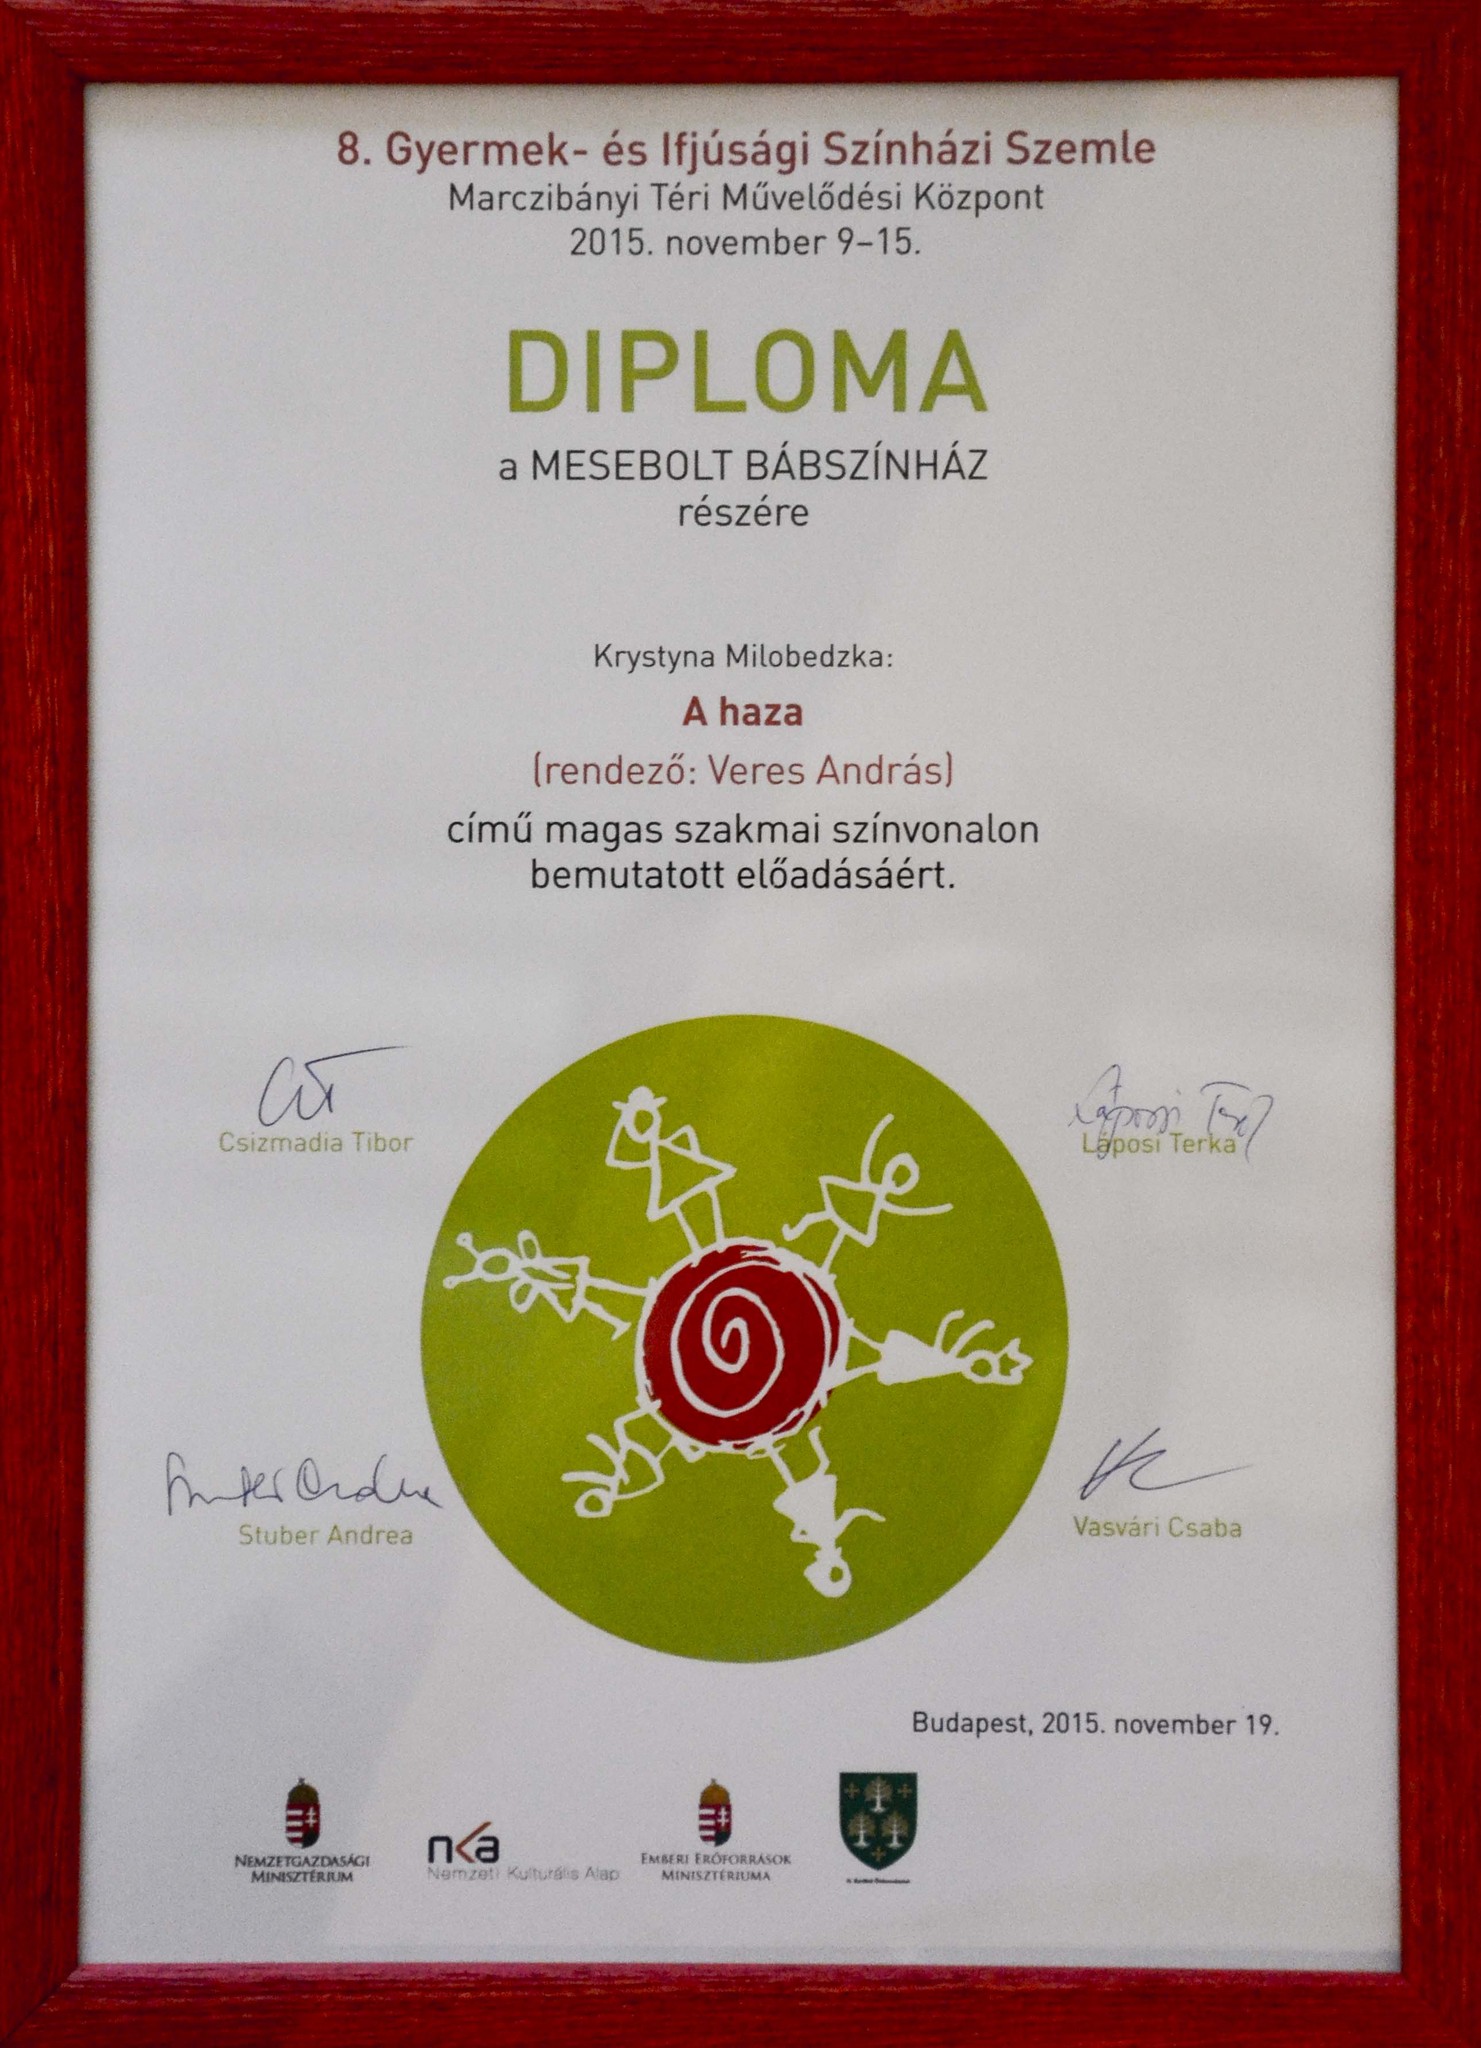 8. Gyermek- és Ifjúsági Színházi Szemle
Marczibányi Téri Művelődési Központ
2015. november 9–15.
DIPLOMA
a MESEBOLT BÁBSZÍNHÁZ
részére
Krystyna Milobedzka:
A haza
(rendező: Veres András)
című magas szakmai színvonalon
bemutatott előadásáért.
Csizmadia Tibor
Láposi Terka
Stuber Andrea
Vasvári Csaba
Budapest, 2015. november 19.
NEMZETGAZDASÁGI
MINISZTÉRIUM
nka
Nemzeti Kulturális Alap
EMBERI ERŐFORRÁSOK
MINISZTÉRIUMA